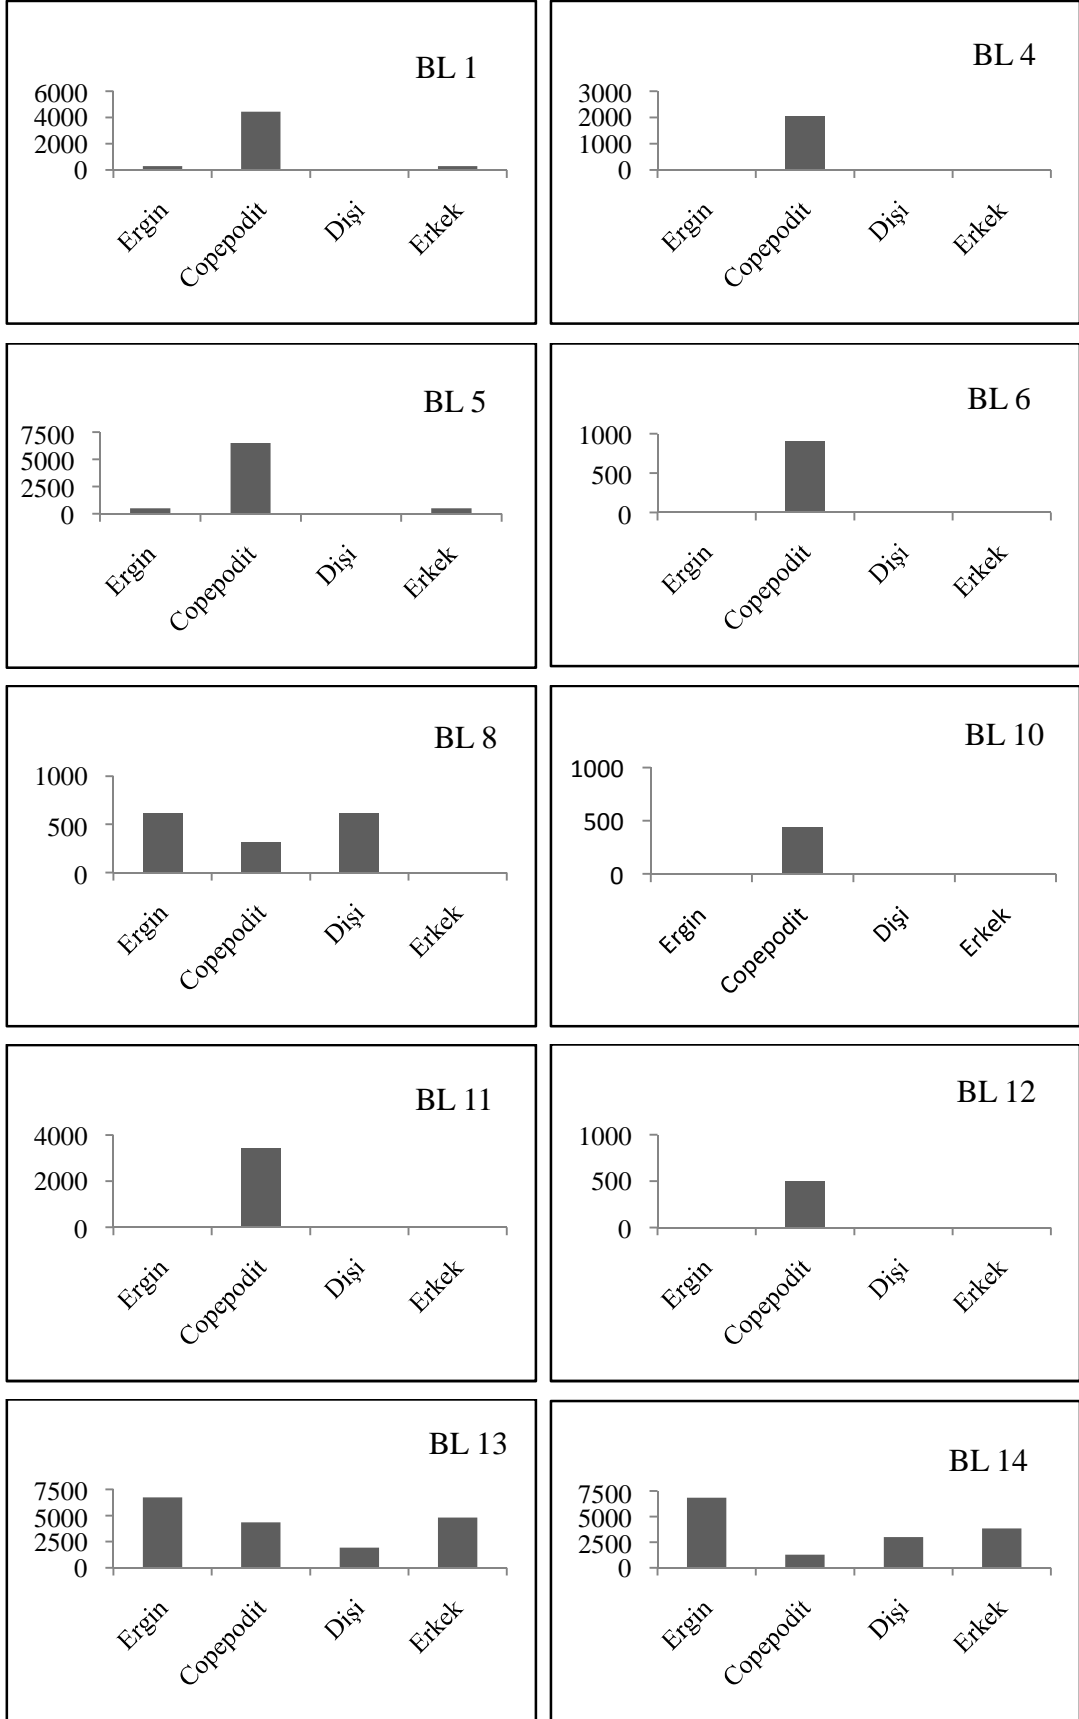 BL 1
6000
4000
2000
0
Ergin
Copepodit
Dişi
Erkek
BL 4
3000
2000
1000
0
Ergin
Copepodit
Dişi
Erkek
BL 5
7500
5000
2500
0
Ergin
Copepodit
Dişi
Erkek
BL 6
1000
500
0
Ergin
Copepodit
Dişi
Erkek
BL 8
1000
500
0
Ergin
Copepodit
Dişi
Erkek
BL 10
1000
500
0
Ergin
Copepodit
Dişi
Erkek
BL 11
4000
2000
0
Ergin
Copepodit
Dişi
Erkek
BL 12
1000
500
0
Ergin
Copepodit
Dişi
Erkek
BL 13
7500
5000
2500
0
Ergin
Copepodit
Dişi
Erkek
BL 14
7500
5000
2500
0
Ergin
Copepodit
Dişi
Erkek